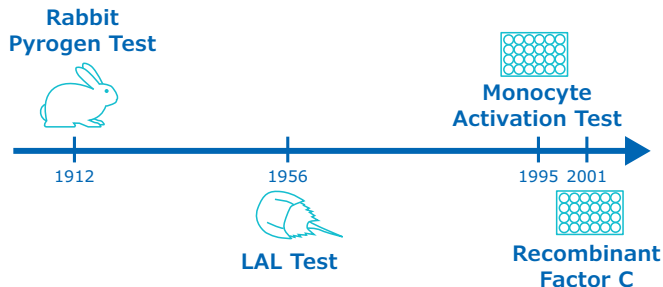 Rabbit
Pyrogen Test
Monocyte
Activation Test
1912
1956
1995
2001
LAL Test
Recombinant
Factor C